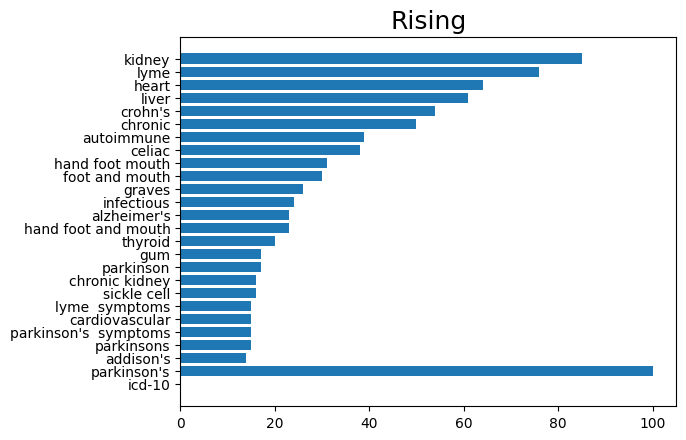 Rising
kidney
lyme
heart
liver
crohn's
chronic
autoimmune
celiac
hand foot mouth
foot and mouth
graves
infectious
alzheimer's
hand foot and mouth
thyroid
gum
parkinson
chronic kidney
sickle cell
lyme  symptoms
cardiovascular
parkinson's  symptoms
parkinsons
addison's
parkinson's
icd-10
0 20 40 60 80 100